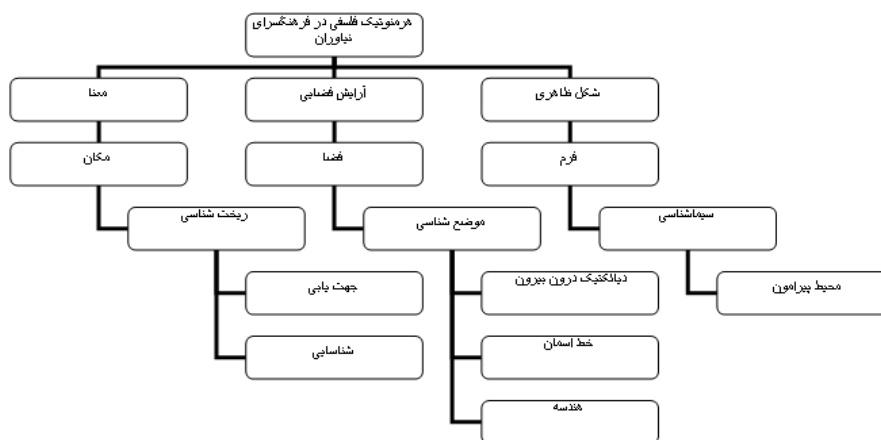 هرمنوتیک فلسفی در فرهنگسرای
نیاوران
شکل ظاهری
آرایش فضایی
معنا
فرم
فضا
مکان
سیماشناسی
موضع شناسی
ریخت شناسی
محیط پیرامون
دیالکتیک درون بیرون
جهت یابی
خط اسمان
شناسایی
هندسه